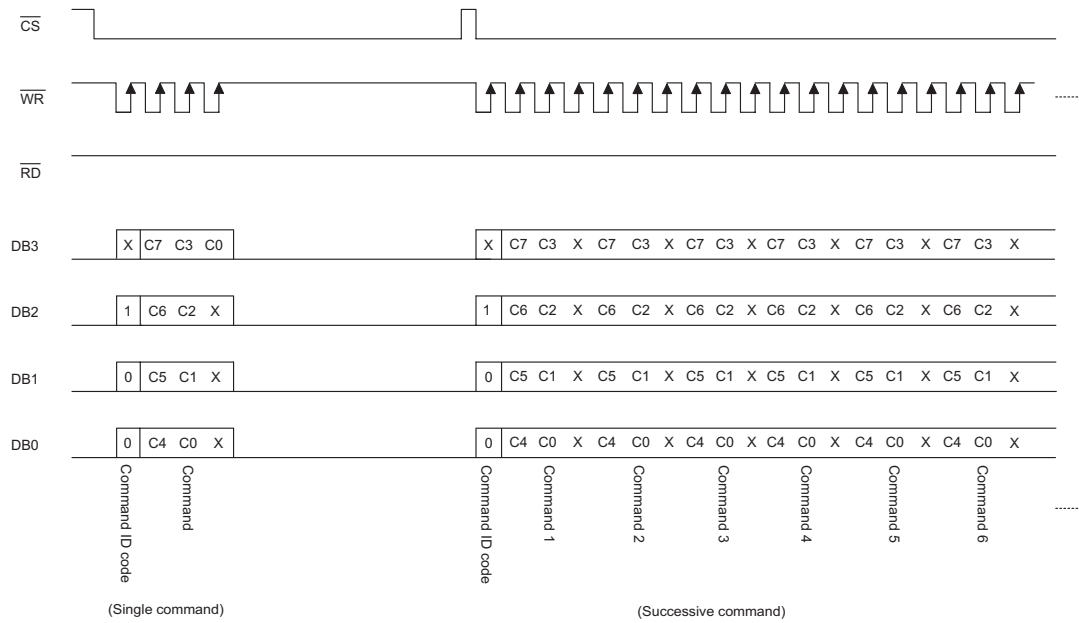 CS
WR
RD
DB3 X C7 C3 C0 X C7 C3 X C7 C3 X C7 C3 X C7 C3 X C7 C3 X C7 C3 X
DB2 1 C6 C2 X 1 C6 C2 X C6 C2 X C6 C2 X C6 C2 X C6 C2 X C6 C2 X
DB1 0 C5 C1 X 0 C5 C1 X C5 C1 X C5 C1 X C5 C1 X C5 C1 X C5 C1 X
DB0 0 C4 C0 X 0 C4 C0 X C4 C0 X C4 C0 X C4 C0 X C4 C0 X C4 C0 X
Command ID code
Command
Command ID code
Command 1
Command 2
Command 3
Command 4
Command 5
Command 6
(Single command)
(Successive command)